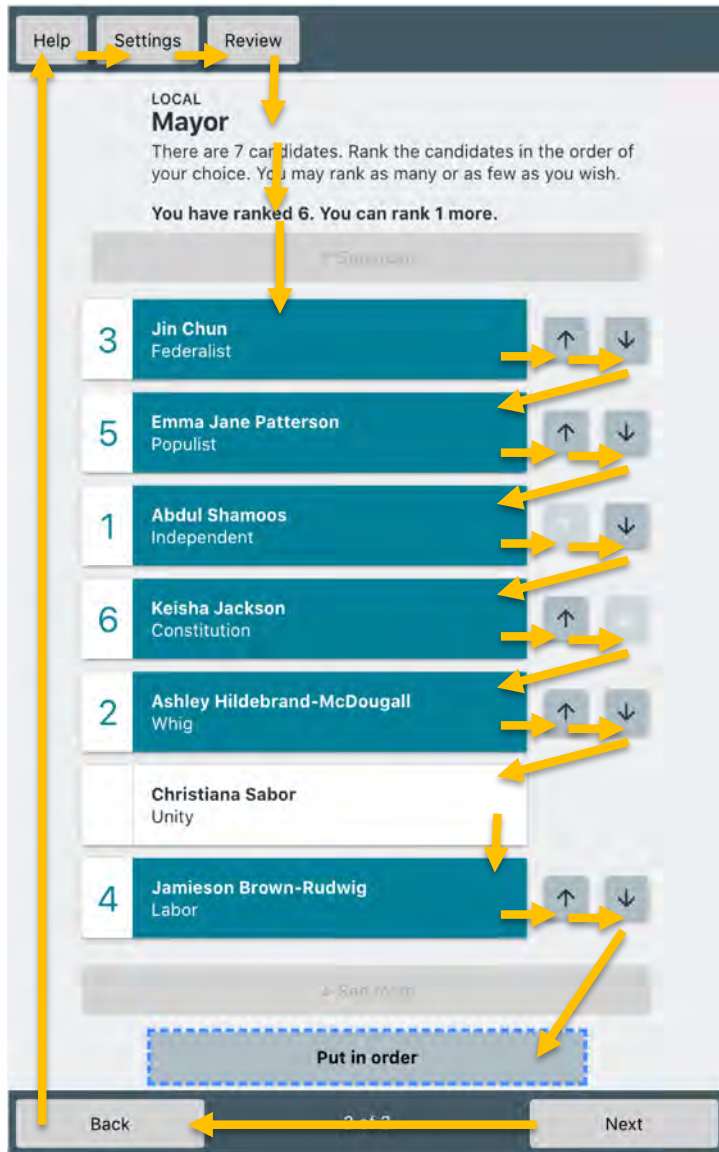 Help Settings Review
LOCAL
Mayor
There are 7 candidates. Rank the candidates in the order of
your choice. You may rank as many or as few as you wish.
You have ranked 6. You can rank 1 more.
3 Jin Chun
Federalist
5 Emma Jane Patterson
Populist
1 Abdul Shamoos
Independent
6 Keisha Jackson
Constitution
2 Ashley Hildebrand-McDougall
Whig
Christiana Sabor
Unity
4 Jamieson Brown-Rudwig
Labor
See more
Put in order
Back Next